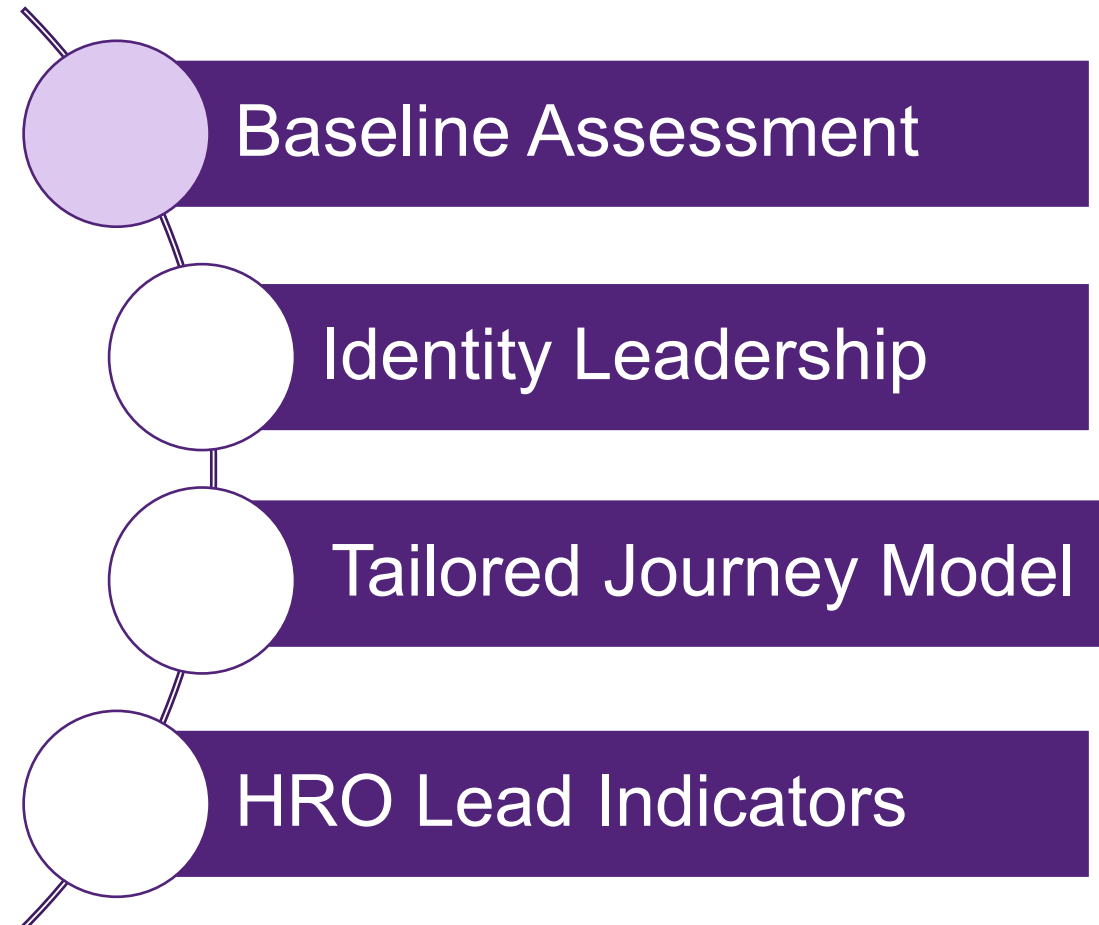 Baseline Assessment
Identity Leadership
Tailored Journey Model
HRO Lead Indicators